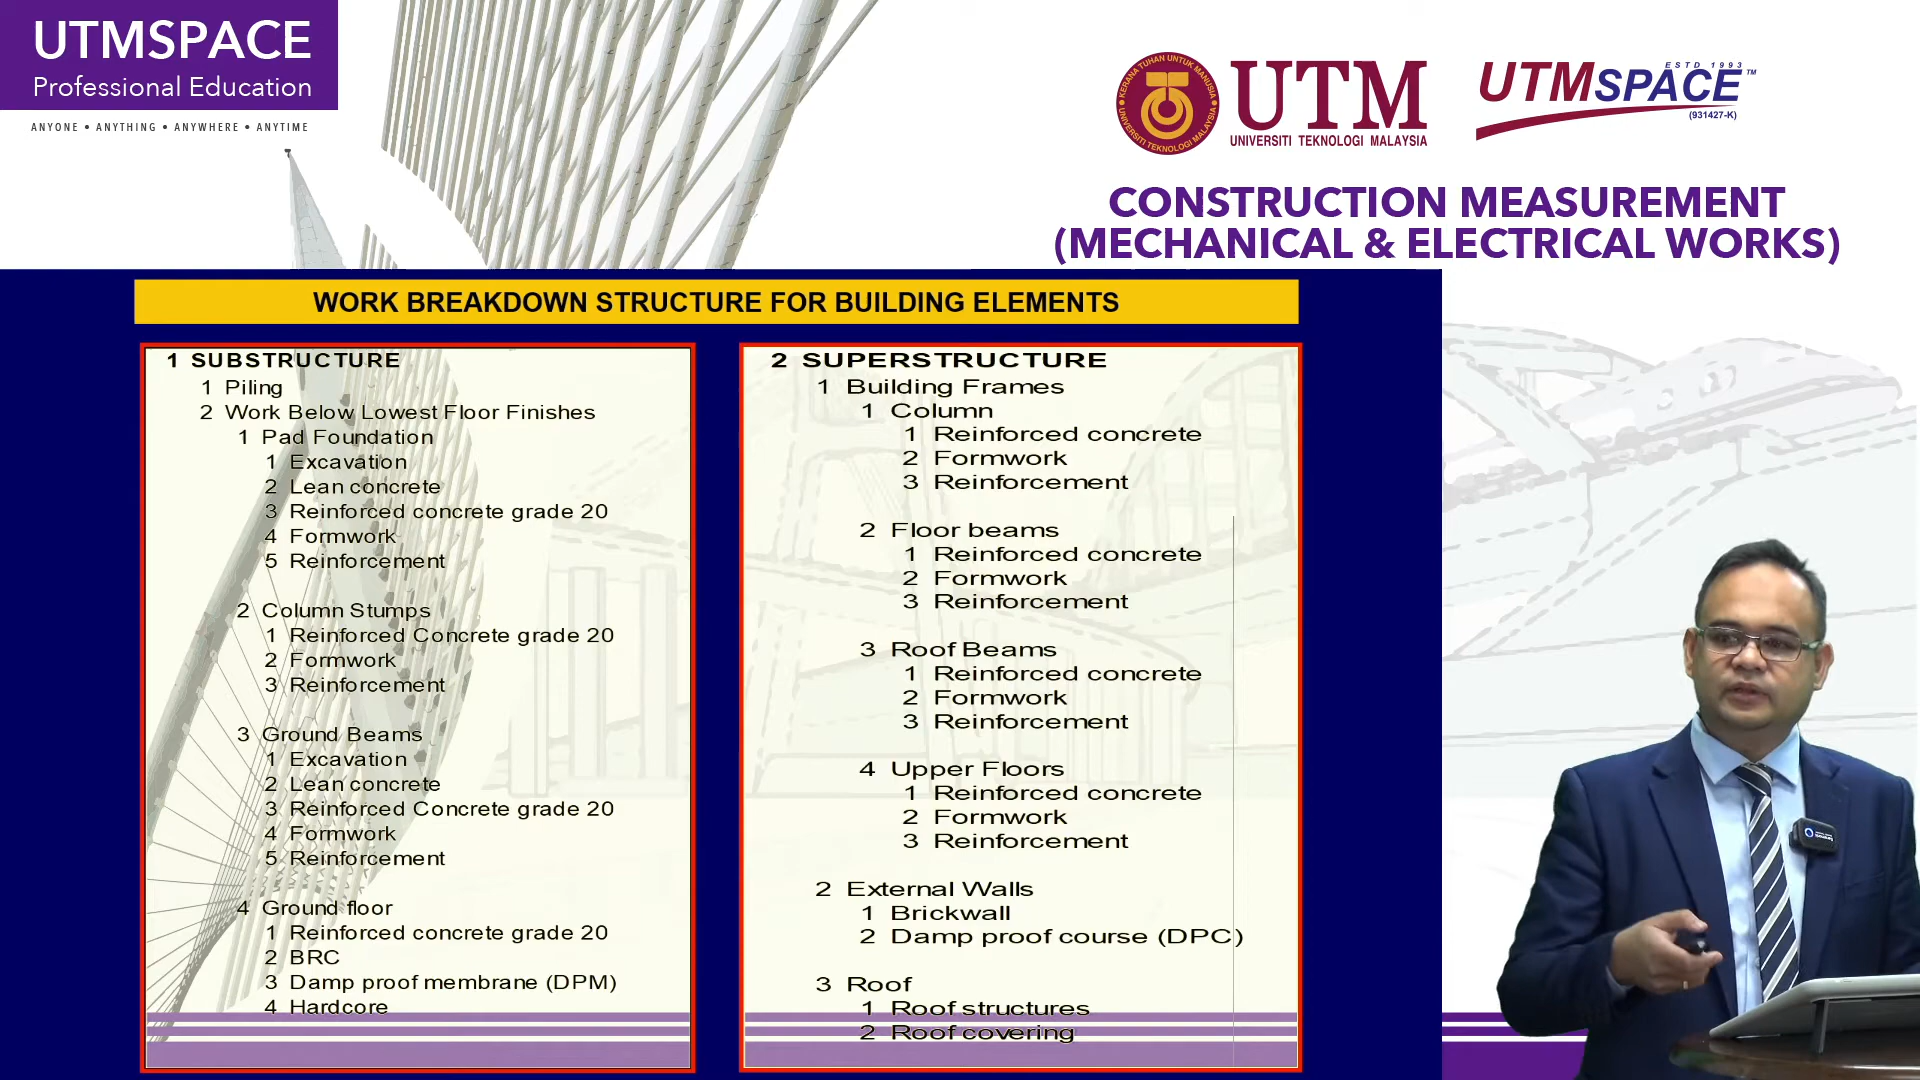 UTMSPACE
Professional Education
ANYONE • ANYTHING • ANYWHERE • ANYTIME
KERANA TUHAN UNTUK MANUSIA
UNIVERSITI TEKNOLOGI MALAYSIA
UTM
UNIVERSITI TEKNOLOGI MALAYSIA
ESTD 1993
UTMSPACE™
(931427-K)
CONSTRUCTION MEASUREMENT
(MECHANICAL & ELECTRICAL WORKS)
WORK BREAKDOWN STRUCTURE FOR BUILDING ELEMENTS
1 SUBSTRUCTURE
1 Piling
2 Work Below Lowest Floor Finishes
1 Pad Foundation
1 Excavation
2 Lean concrete
3 Reinforced concrete grade 20
4 Formwork
5 Reinforcement
2 Column Stumps
1 Reinforced Concrete grade 20
2 Formwork
3 Reinforcement
3 Ground Beams
1 Excavation
2 Lean concrete
3 Reinforced Concrete grade 20
4 Formwork
5 Reinforcement
4 Ground floor
1 Reinforced concrete grade 20
2 BRC
3 Damp proof membrane (DPM)
4 Hardcore
2 SUPERSTRUCTURE
1 Building Frames
1 Column
1 Reinforced concrete
2 Formwork
3 Reinforcement
2 Floor beams
1 Reinforced concrete
2 Formwork
3 Reinforcement
3 Roof Beams
1 Reinforced concrete
2 Formwork
3 Reinforcement
4 Upper Floors
1 Reinforced concrete
2 Formwork
3 Reinforcement
2 External Walls
1 Brickwall
2 Damp proof course (DPC)
3 Roof
1 Roof structures
2 Roof covering